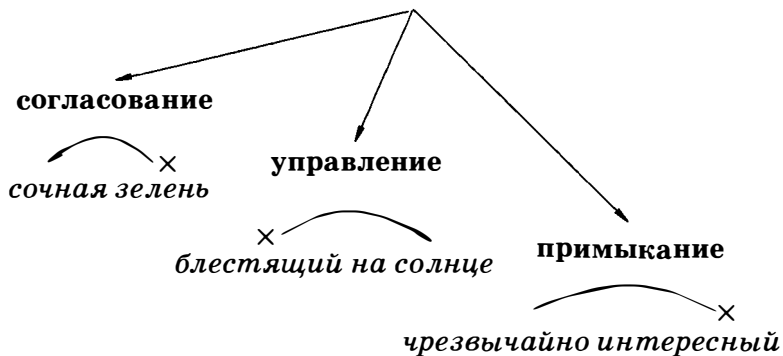 согласование
сочная зелень
управление
блестящий на солнце
примыкание
чрезвычайно интересный